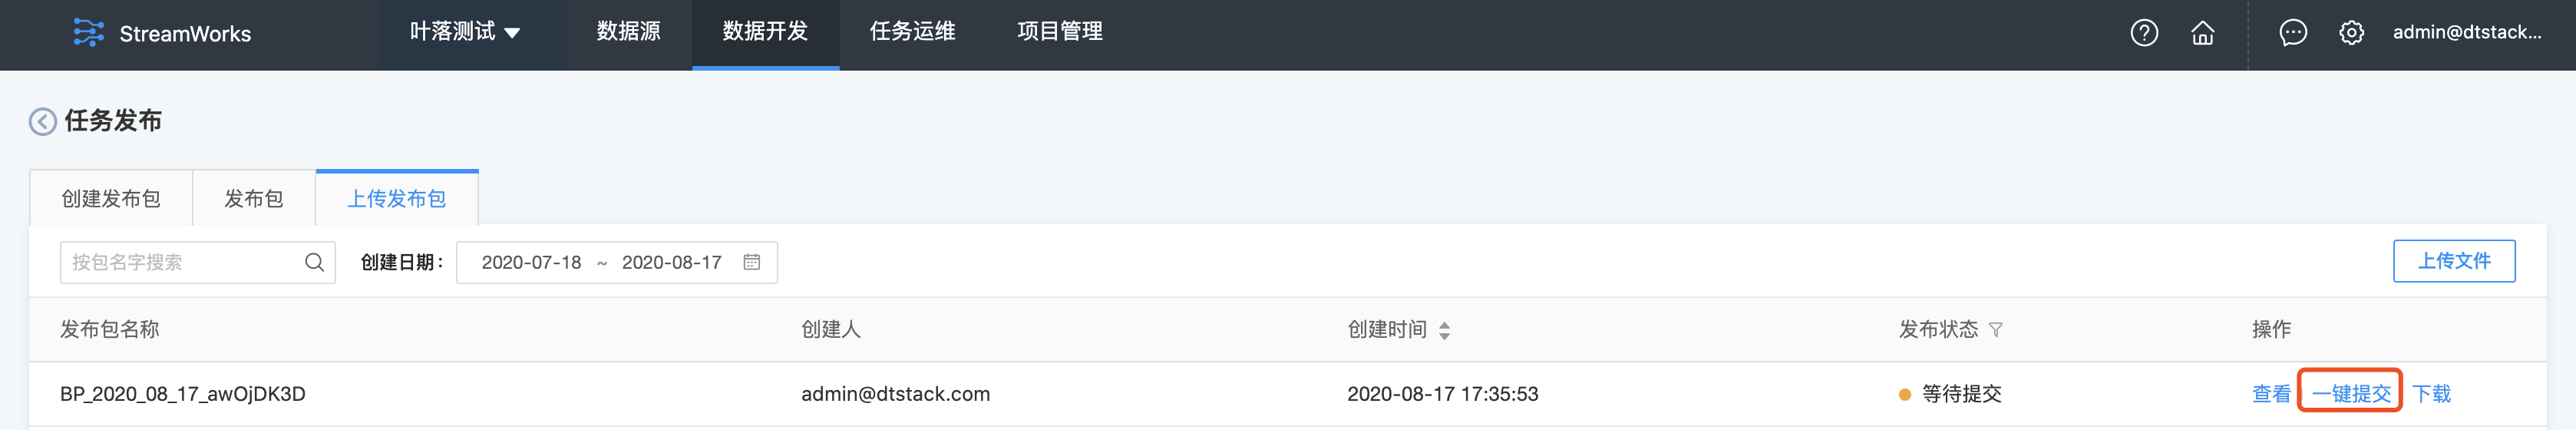 StreamWorks 叶落测试 数据源 数据开发 任务运维 项目管理 admin@dtstack...
任务发布
创建发布包 发布包 上传发布包
按包名字搜索 创建日期： 2020-07-18 ~ 2020-08-17 上传文件
发布包名称 创建人 创建时间 发布状态 操作
BP_2020_08_17_awOjDK3D admin@dtstack.com 2020-08-17 17:35:53 等待提交 查看 一键提交 下载